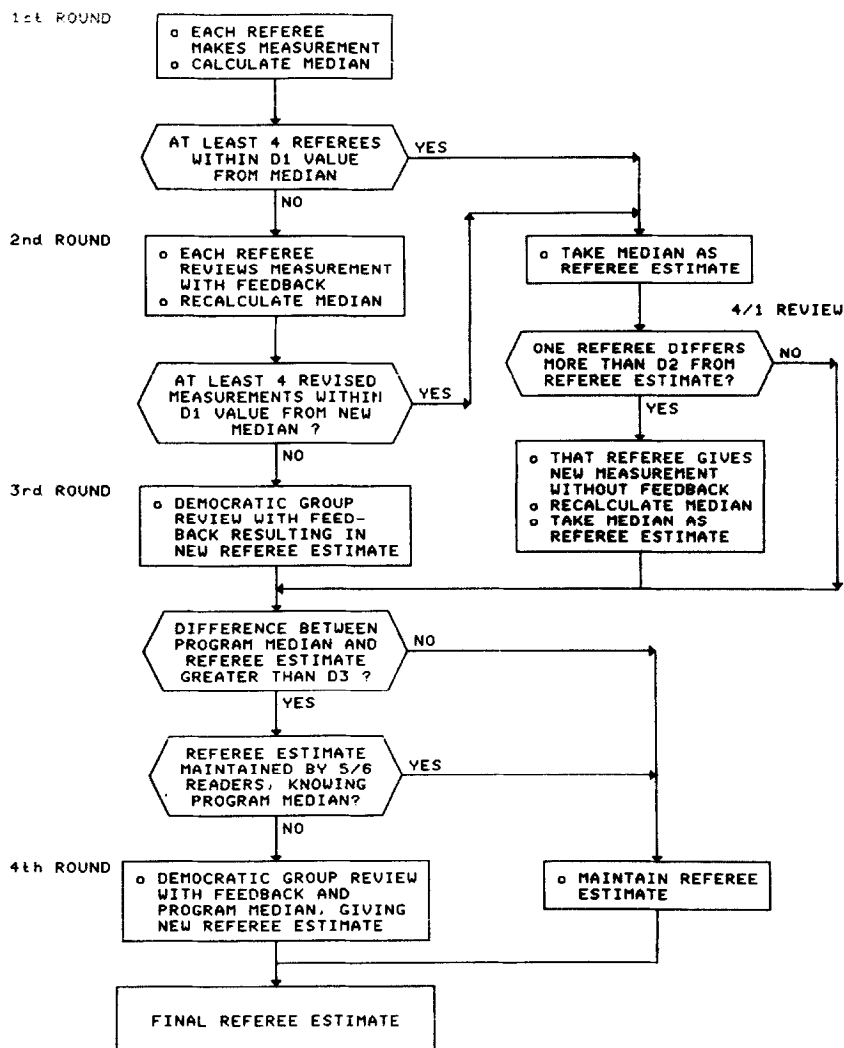 1st ROUND
o EACH REFEREE
MAKES MEASUREMENT
o CALCULATE MEDIAN
AT LEAST 4 REFEREES
WITHIN D1 VALUE
FROM MEDIAN
YES
NO
2nd ROUND
o EACH REFEREE
REVIEWS MEASUREMENT
WITH FEEDBACK
o RECALCULATE MEDIAN
o TAKE MEDIAN AS
REFEREE ESTIMATE
4/1 REVIEW
AT LEAST 4 REVISED
MEASUREMENTS WITHIN
D1 VALUE FROM NEW
MEDIAN ?
YES
NO
ONE REFEREE DIFFERS
MORE THAN D2 FROM
REFEREE ESTIMATE?
NO
YES
o THAT REFEREE GIVES
NEW MEASUREMENT
WITHOUT FEEDBACK
o RECALCULATE MEDIAN
o TAKE MEDIAN AS
REFEREE ESTIMATE
3rd ROUND
o DEMOCRATIC GROUP
REVIEW WITH FEED-
BACK RESULTING IN
NEW REFEREE ESTIMATE
DIFFERENCE BETWEEN
PROGRAM MEDIAN AND
REFEREE ESTIMATE
GREATER THAN D3 ?
NO
YES
REFEREE ESTIMATE
MAINTAINED BY 5/6
READERS, KNOWING
PROGRAM MEDIAN?
YES
NO
4th ROUND
o DEMOCRATIC GROUP REVIEW
WITH FEEDBACK AND
PROGRAM MEDIAN, GIVING
NEW REFEREE ESTIMATE
o MAINTAIN REFEREE
ESTIMATE
FINAL REFEREE ESTIMATE